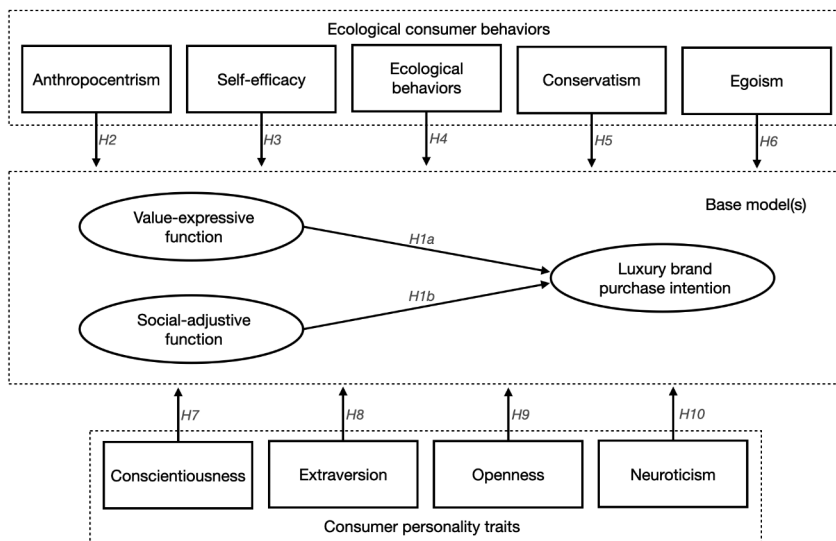 Ecological consumer behaviors
Anthropocentrism
Self-efficacy
Ecological
behaviors
Conservatism
Egoism
H2
H3
H4
H5
H6
Base model(s)
Value-expressive
function
H1a
Luxury brand
purchase intention
H1b
Social-adjustive
function
H7
H8
H9
H10
Conscientiousness
Extraversion
Openness
Neuroticism
Consumer personality traits